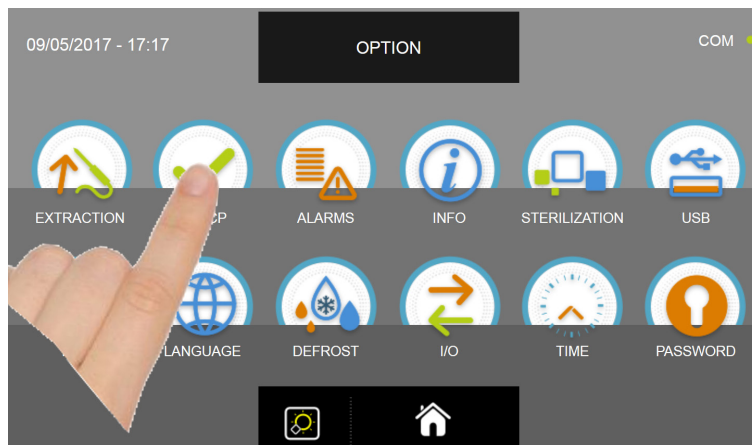 09/05/2017 - 17:17
OPTION
COM
EXTRACTION
CP
ALARMS
INFO
STERILIZATION
USB
LANGUAGE
DEFROST
I/O
TIME
PASSWORD